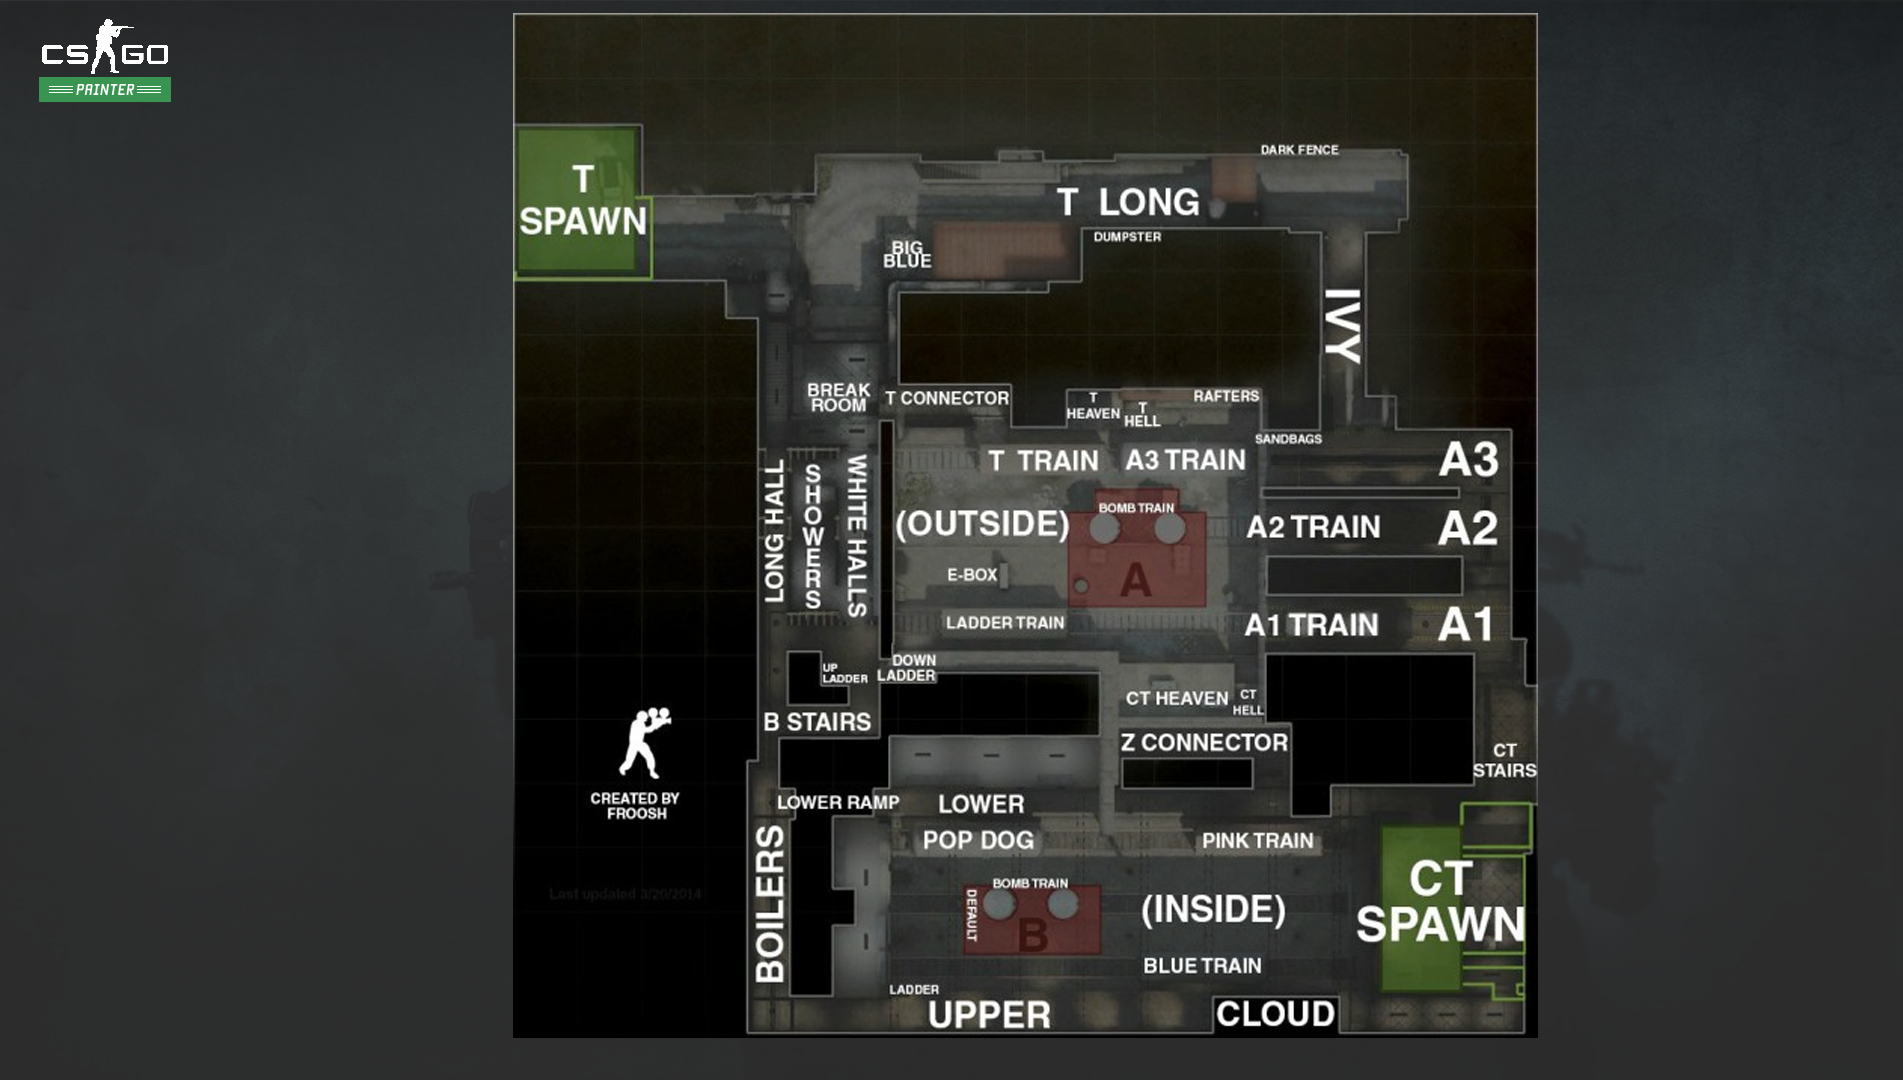 CS GO
PRINTER
T
SPAWN
DARK FENCE
T LONG
DUMPSTER
BIG
BLUE
IVY
BREAK
ROOM
T CONNECTOR
T
HEAVEN
T
HELL
RAFTERS
SANDBAGS
T TRAIN
A3 TRAIN
A3
LONG HALL
SHOWERS
WHITE HALLS
(OUTSIDE)
BOMB TRAIN
A2 TRAIN
A2
E-BOX
A
LADDER TRAIN
A1 TRAIN
A1
UP
LADDER
DOWN
LADDER
CT HEAVEN
CT
HELL
B STAIRS
Z CONNECTOR
CT
STAIRS
CREATED BY
FROOSH
LOWER RAMP
LOWER
POP DOG
PINK TRAIN
BOILERS
Last updated 3/20/2014
BOMB TRAIN
DEFAULT
B
(INSIDE)
CT
SPAWN
BLUE TRAIN
LADDER
UPPER
CLOUD